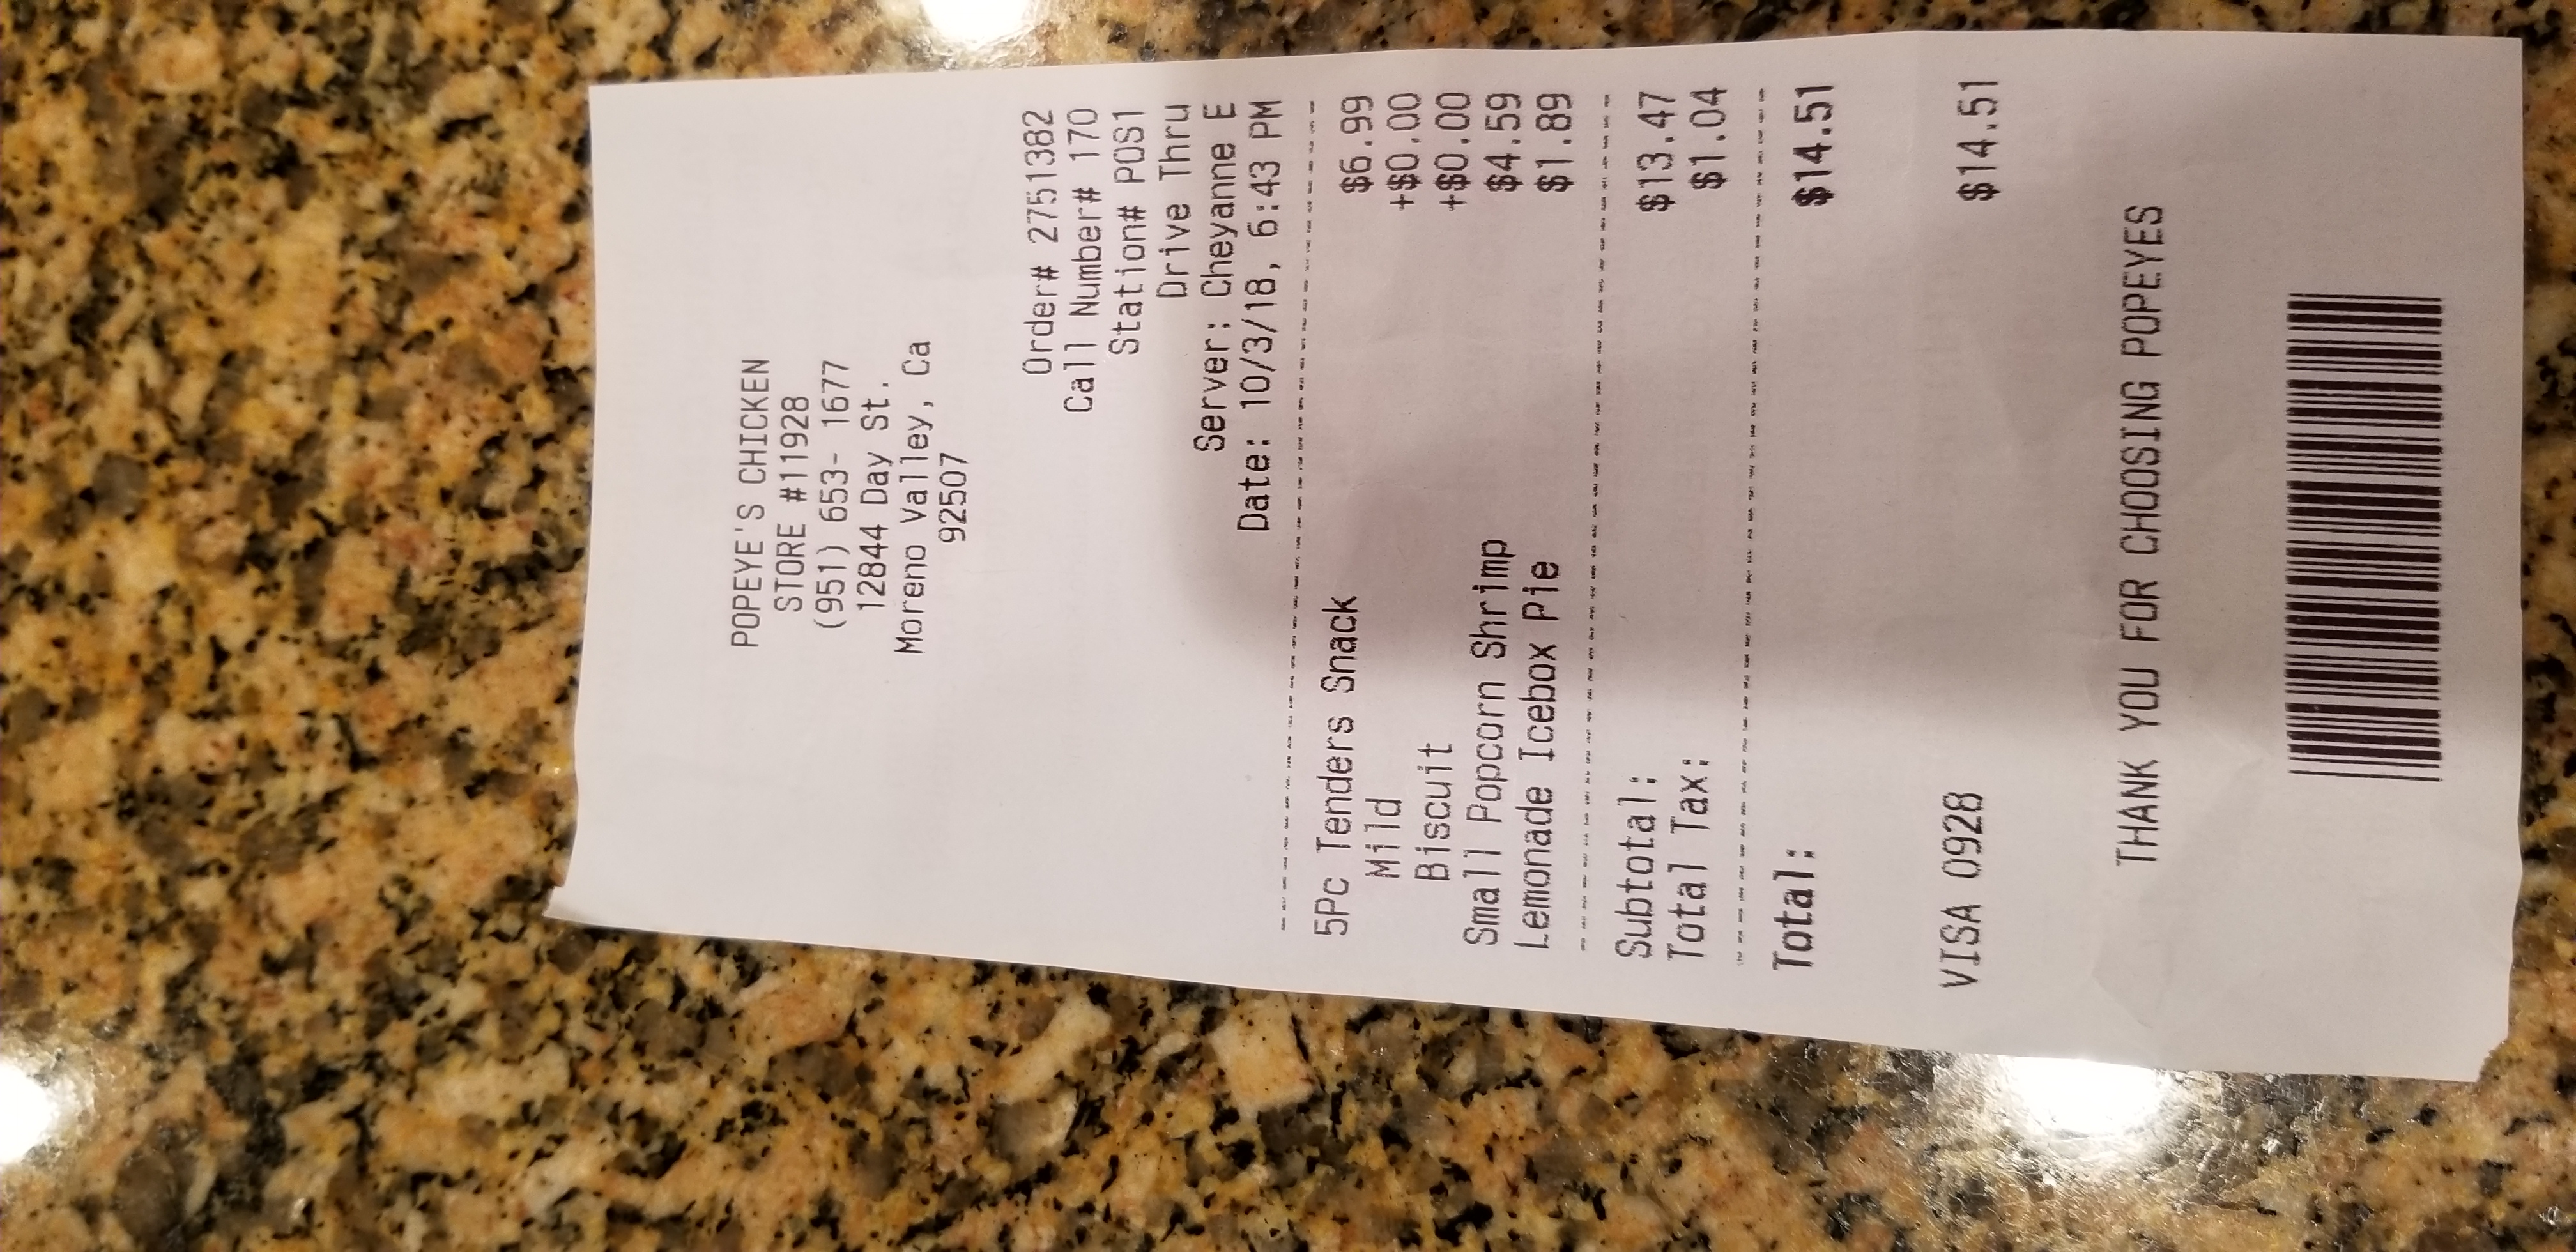 POPEYE'S CHICKEN
STORE #11928
(951) 653- 1677
12844 Day St.
Moreno Valley, Ca
92507
Order# 27511382
Call Number# 170
Station# POS1
Drive Thru
Server: Cheyanne E
Date: 10/3/18, 6:43 PM
5Pc Tenders Snack $6.99
Mild +$0.00
Biscuit +$0.00
Small Popcorn Shrimp $4.59
Lemonade Icebox Pie $1.89
Subtotal: $13.47
Total Tax: $1.04
Total: $14.51
VISA 0928 $14.51
THANK YOU FOR CHOOSING POPEYES